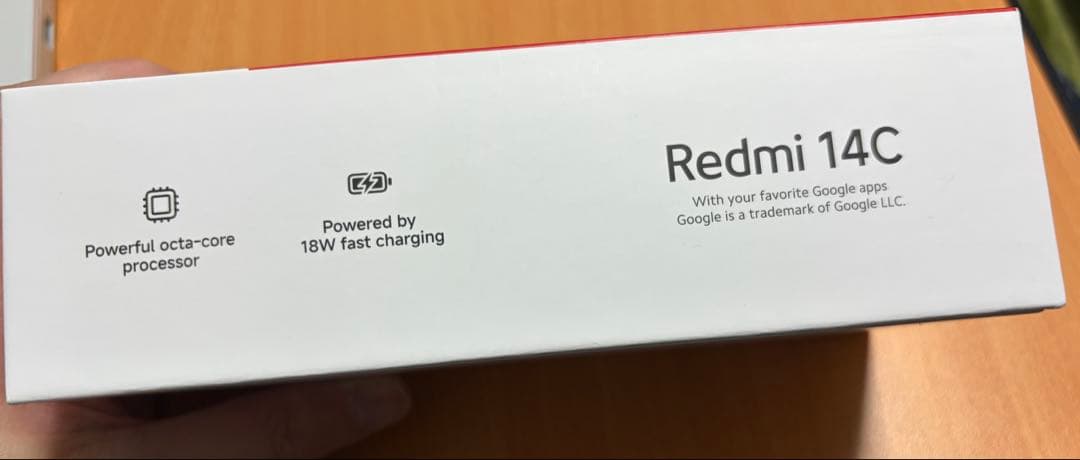 Powerful octa-core
processor
Powered by
18W fast charging
Redmi 14C
With your favorite Google apps
Google is a trademark of Google LLC.